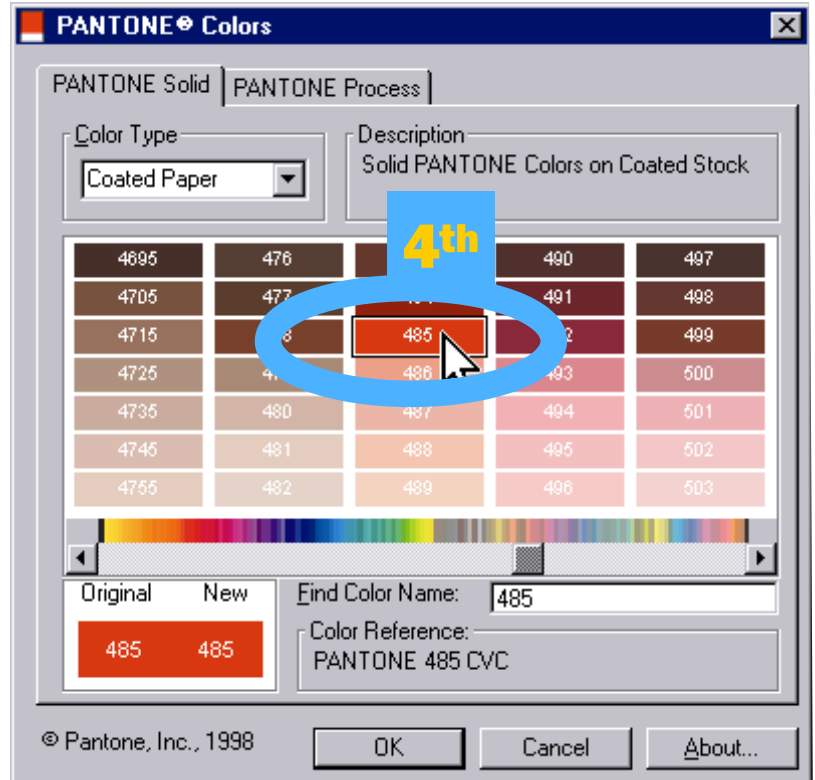 PANTONE® Colors
PANTONE Solid PANTONE Process
Color Type Description
Coated Paper Solid PANTONE Colors on Coated Stock
4th
4695 476 490 497
4705 477 491 498
4715 485 499
4725 486 493 500
4735 480 487 494 501
4745 481 488 495 502
4755 482 489 496 503
Original New Find Color Name: 485
485 485 Color Reference:
PANTONE 485 CVC
© Pantone, Inc., 1998 OK Cancel About...